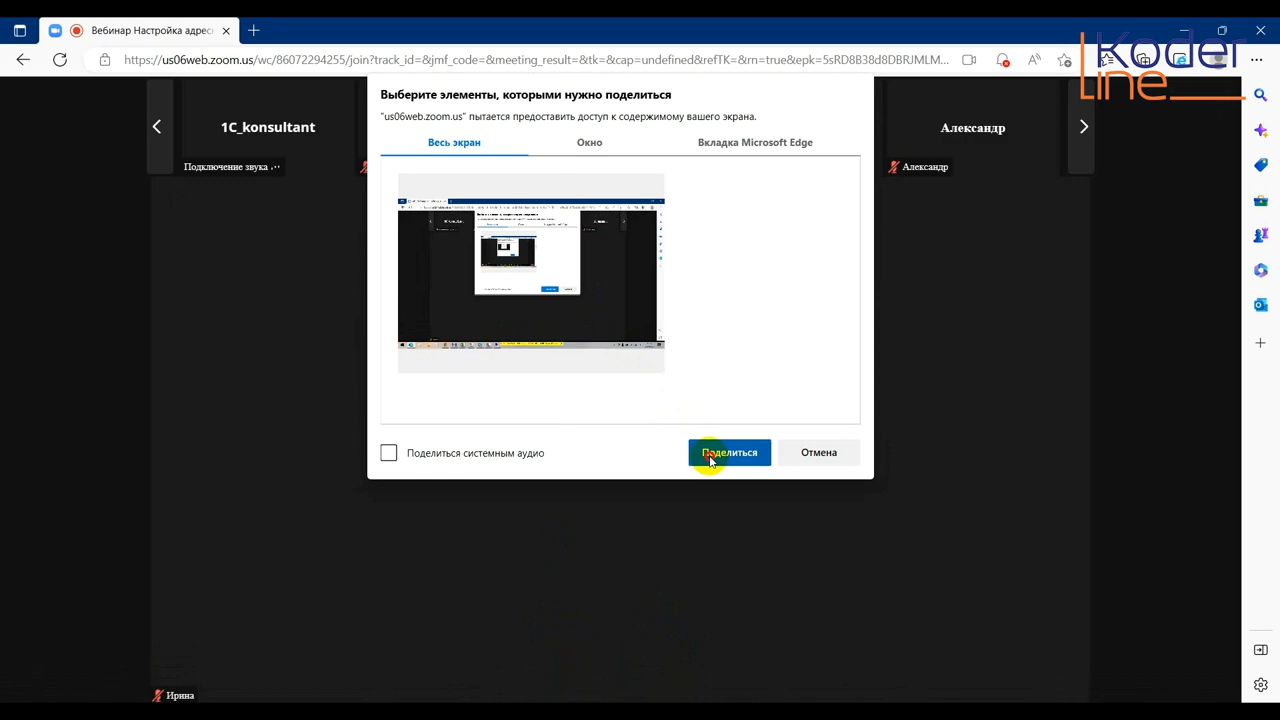 Вебинар Настройка адрес
https://us06web.zoom.us/wc/86072294255/join?track_id=&jmf_code=&meeting_result=&tk=&cap=undefined&refTK=&rn=true&epk=5sRD8B38d8DBRJMLM...
Koder
line
Выберите элементы, которыми нужно поделиться
"us06web.zoom.us" пытается предоставить доступ к содержимому вашего экрана.
1C_konsultant
Александр
Весь экран
Окно
Вкладка Microsoft Edge
Подключение звука ...
Александр
Поделиться системным аудио
Поделиться
Отмена
Ирина